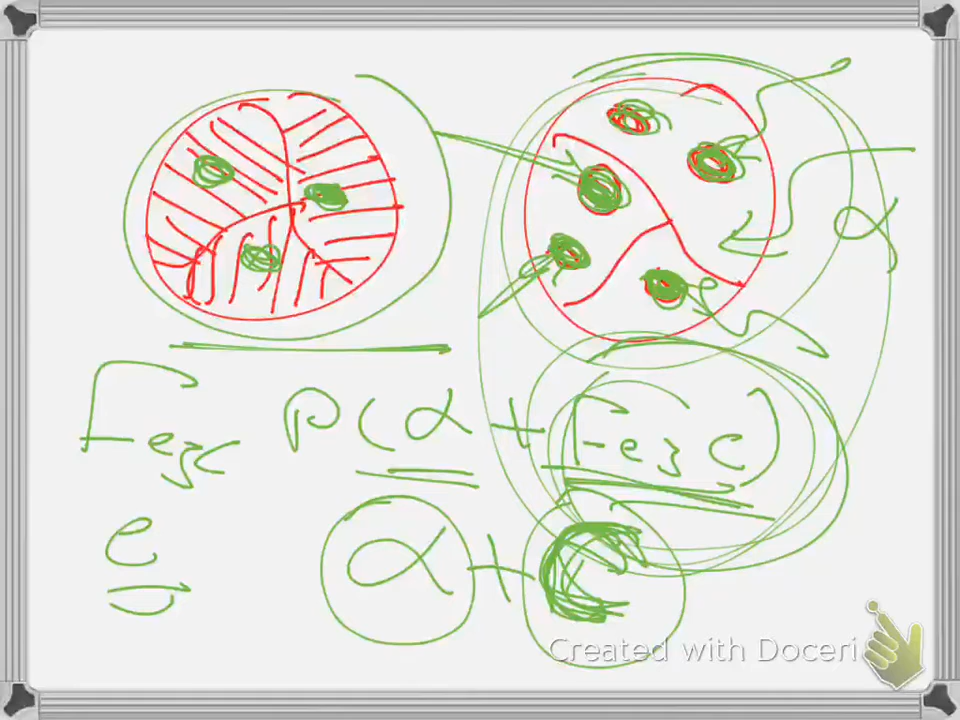 α
Fe3C P(α + Fe3C)
e α + C
Created with Doceri